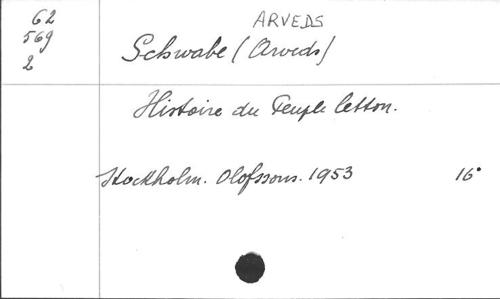 62
569
2
ARVEDS
Schwabe (Arveds)
Histoire du Peuple letton.
Stockholm. Olofssons. 1953 16°